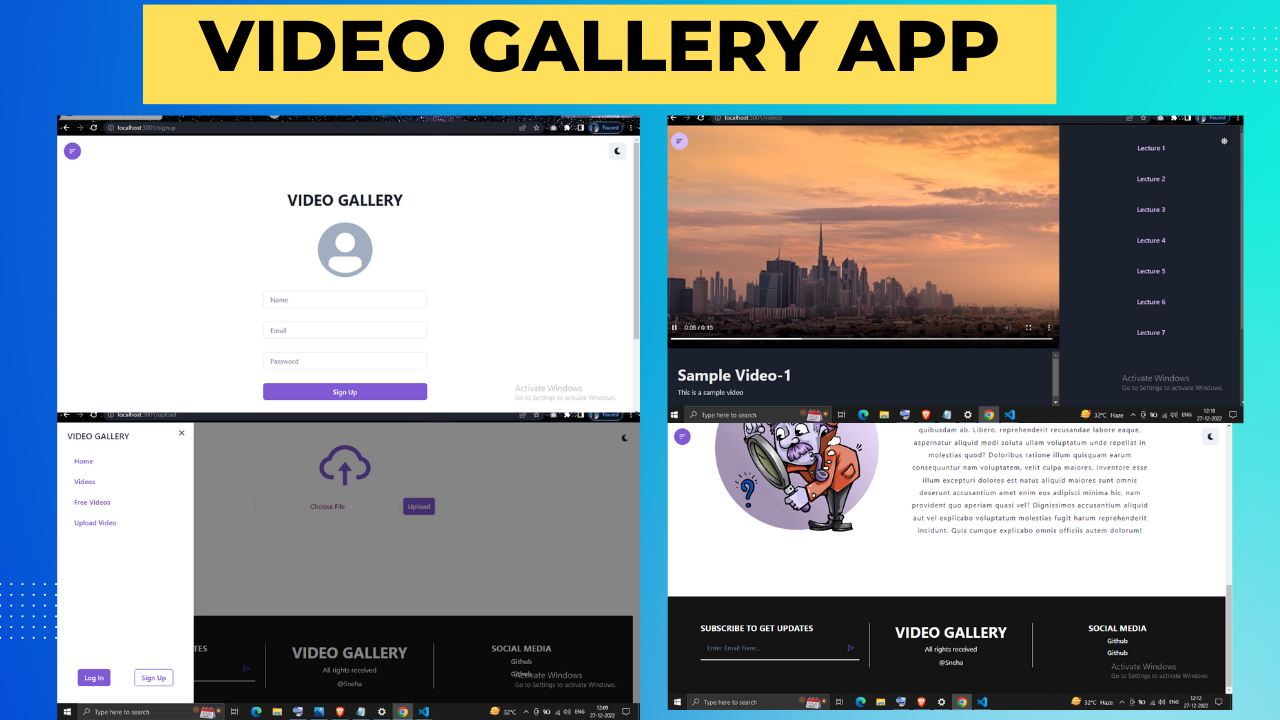 VIDEO GALLERY APP
localhost:3001/signup
Paused
VIDEO GALLERY
Name
Email
Password
Sign Up
Activate Windows
Go to Settings to activate Windows.
localhost:3001/videos
Paused
Lecture 1
Lecture 2
Lecture 3
Lecture 4
Lecture 5
Lecture 6
Lecture 7
0:05 / 0:15
Sample Video-1
This is a sample video
Activate Windows
Go to Settings to activate Windows.
Type here to search
32°C Haze
ENG
12:10
27-12-2022
localhost:3001/upload
Paused
VIDEO GALLERY
Home
Videos
Free Videos
Upload Video
Log In
Sign Up
Choose File
Upload
TES
VIDEO GALLERY
All rights received
@Sneha
SOCIAL MEDIA
Github
Github
Activate Windows
Go to Settings to activate Windows.
Type here to search
32°C
ENG
12:09
27-12-2022
quibusdam ab. Libero, reprehenderit recusandae labore eaque,
aspernatur aliquid modi soluta ullam voluptatum unde repellat in
molestias quod? Doloribus ratione illum quisquam earum
consequuntur nam voluptatem, velit culpa maiores. Inventore esse
illum excepturi dolores est natus aliquid maiores sunt omnis
deserunt accusantium amet enim eos adipisci minima hic, nam
provident quo aperiam quasi vel? Dignissimos accusantium aliquid
aut vel explicabo voluptatum molestias fugit harum reprehenderit
incidunt. Quis cumque explicabo omnis officiis autem dolorum!
SUBSCRIBE TO GET UPDATES
Enter Email Here...
VIDEO GALLERY
All rights received
@Sneha
SOCIAL MEDIA
Github
Github
Activate Windows
Go to Settings to activate Windows.
Type here to search
32°C Haze
ENG
12:12
27-12-2022